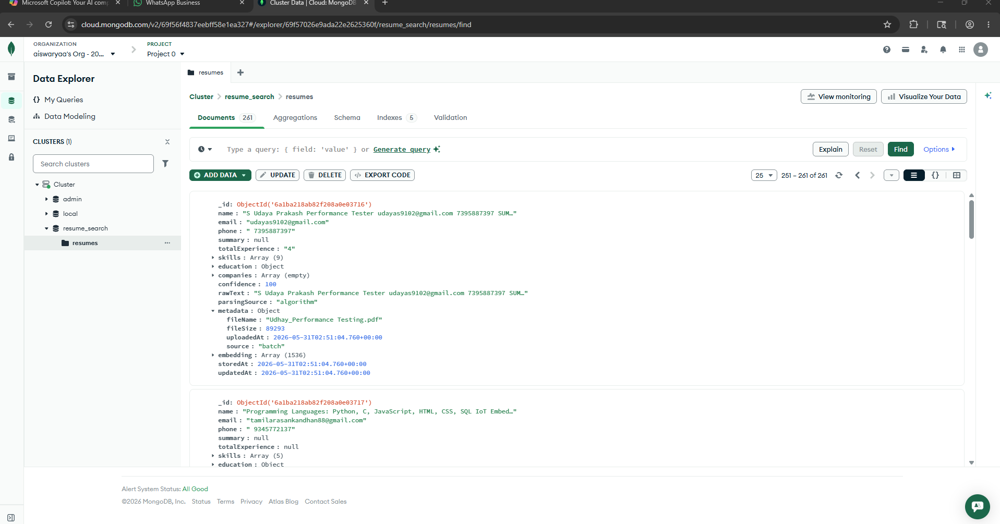 Microsoft Copilot: Your AI comp
WhatsApp Business
Cluster Data | Cloud: MongoDB
cloud.mongodb.com/v2/69f56f4837eebff58e1ea327#/explorer/69f57026e9ada22e2625360f/resume_search/resumes/find
ORGANIZATION
aiswaryaa's Org - 20...
PROJECT
Project 0
Data Explorer
My Queries
Data Modeling
CLUSTERS (1)
Search clusters
Cluster
admin
local
resume_search
resumes
resumes
Cluster > resume_search > resumes
View monitoring
Visualize Your Data
Documents 261
Aggregations
Schema
Indexes 5
Validation
Type a query: { field: 'value' } or Generate query
Explain
Reset
Find
Options
ADD DATA
UPDATE
DELETE
EXPORT CODE
25
251 – 261 of 261
_id: ObjectId('6a1ba218ab82f208a0e03716')
name : "S Udaya Prakash Performance Tester udayas9102@gmail.com 7395887397 SUM…"
email : "udayas9102@gmail.com"
phone : " 7395887397"
summary : null
totalExperience : "4"
skills : Array (9)
education : Object
companies : Array (empty)
confidence : 100
rawText : "S Udaya Prakash Performance Tester udayas9102@gmail.com 7395887397 SUM…"
parsingSource : "algorithm"
metadata : Object
fileName : "Udhay_Performance Testing.pdf"
fileSize : 89293
uploadedAt : 2026-05-31T02:51:04.760+00:00
source : "batch"
embedding : Array (1536)
storedAt : 2026-05-31T02:51:04.760+00:00
updatedAt : 2026-05-31T02:51:04.760+00:00
_id: ObjectId('6a1ba218ab82f208a0e03717')
name : "Programming Languages: Python, C, JavaScript, HTML, CSS, SQL IoT Embed…"
email : "tamilarasankandhan88@gmail.com"
phone : " 9345772137"
summary : null
totalExperience : null
skills : Array (5)
education : Object
Alert System Status: All Good
©2026 MongoDB, Inc. Status Terms Privacy Atlas Blog Contact Sales